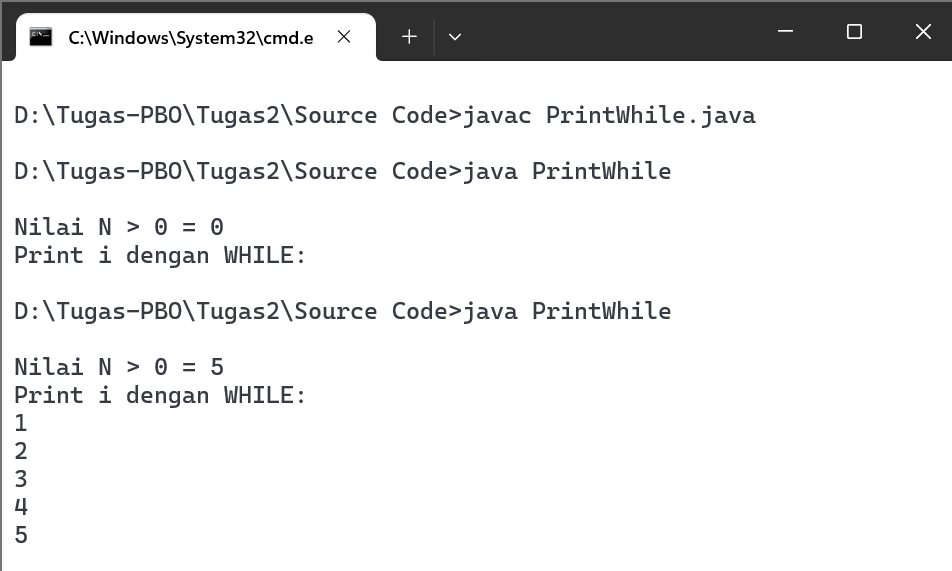 C:\Windows\System32\cmd.e
D:\Tugas-PBO\Tugas2\Source Code>javac PrintWhile.java
D:\Tugas-PBO\Tugas2\Source Code>java PrintWhile
Nilai N > 0 = 0
Print i dengan WHILE:
D:\Tugas-PBO\Tugas2\Source Code>java PrintWhile
Nilai N > 0 = 5
Print i dengan WHILE:
1
2
3
4
5